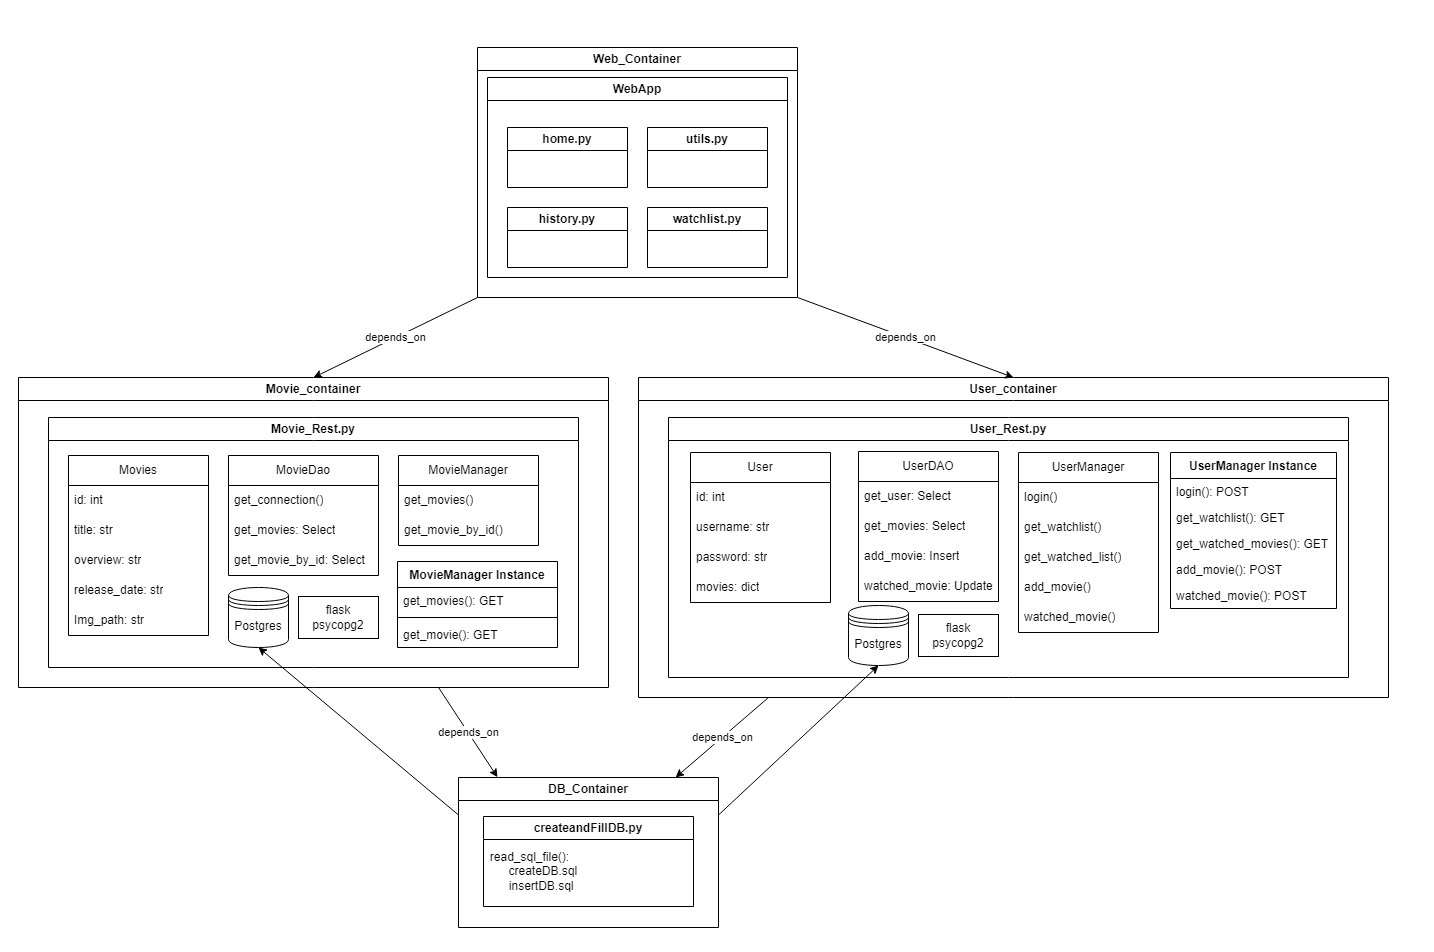 Web_Container
WebApp
home.py
utils.py
history.py
watchlist.py
depends_on
depends_on
Movie_container
Movie_Rest.py
Movies
id: int
title: str
overview: str
release_date: str
Img_path: str
MovieDao
get_connection()
get_movies: Select
get_movie_by_id: Select
MovieManager
get_movies()
get_movie_by_id()
MovieManager Instance
get_movies(): GET
get_movie(): GET
Postgres
flask
psycopg2
User_container
User_Rest.py
User
id: int
username: str
password: str
movies: dict
UserDAO
get_user: Select
get_movies: Select
add_movie: Insert
watched_movie: Update
UserManager
login()
get_watchlist()
get_watched_list()
add_movie()
watched_movie()
UserManager Instance
login(): POST
get_watchlist(): GET
get_watched_movies(): GET
add_movie(): POST
watched_movie(): POST
Postgres
flask
psycopg2
depends_on
depends_on
DB_Container
createandFillDB.py
read_sql_file():
createDB.sql
insertDB.sql